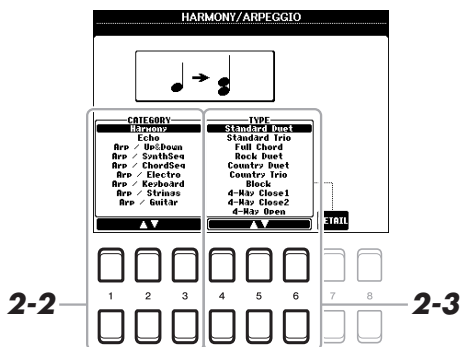 HARMONY/ARPEGGIO
CATEGORY
Harmony
Echo
Arp / Up&Down
Arp / SynthSeq
Arp / ChordSeq
Arp / Electro
Arp / Keyboard
Arp / Strings
Arp / Guitar
▲▼
TYPE
Standard Duet
Standard Trio
Full Chord
Rock Duet
Country Duet
Country Trio
Block
4-Way Close1
4-Way Close2
4-Way Open
▲▼
ETAIL
2-2
1 2 3 4 5 6 7 8
2-3